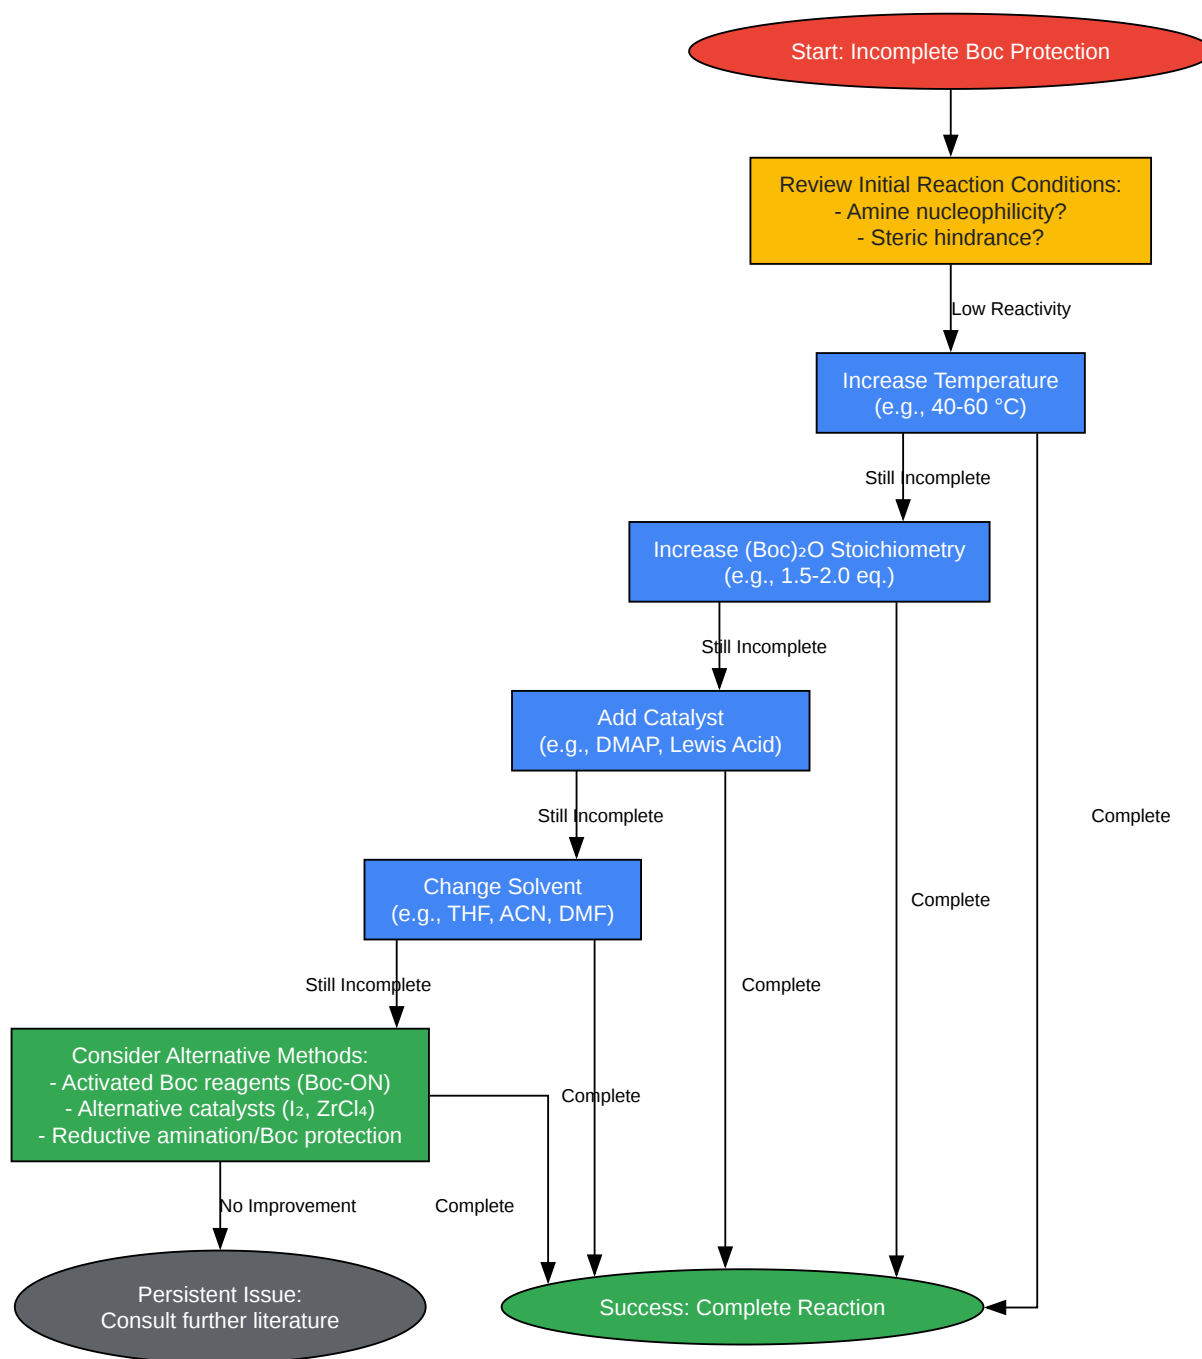 Start: Incomplete Boc Protection
Review Initial Reaction Conditions:
- Amine nucleophilicity?
- Steric hindrance?
Low Reactivity
Increase Temperature
(e.g., 40-60 °C)
Still Incomplete
Increase (Boc)₂O Stoichiometry
(e.g., 1.5-2.0 eq.)
Still Incomplete
Add Catalyst
(e.g., DMAP, Lewis Acid)
Still Incomplete
Complete
Change Solvent
(e.g., THF, ACN, DMF)
Complete
Still Incomplete
Complete
Consider Alternative Methods:
- Activated Boc reagents (Boc-ON)
- Alternative catalysts (I₂, ZrCl₄)
- Reductive amination/Boc protection
Complete
No Improvement
Complete
Persistent Issue:
Consult further literature
Success: Complete Reaction